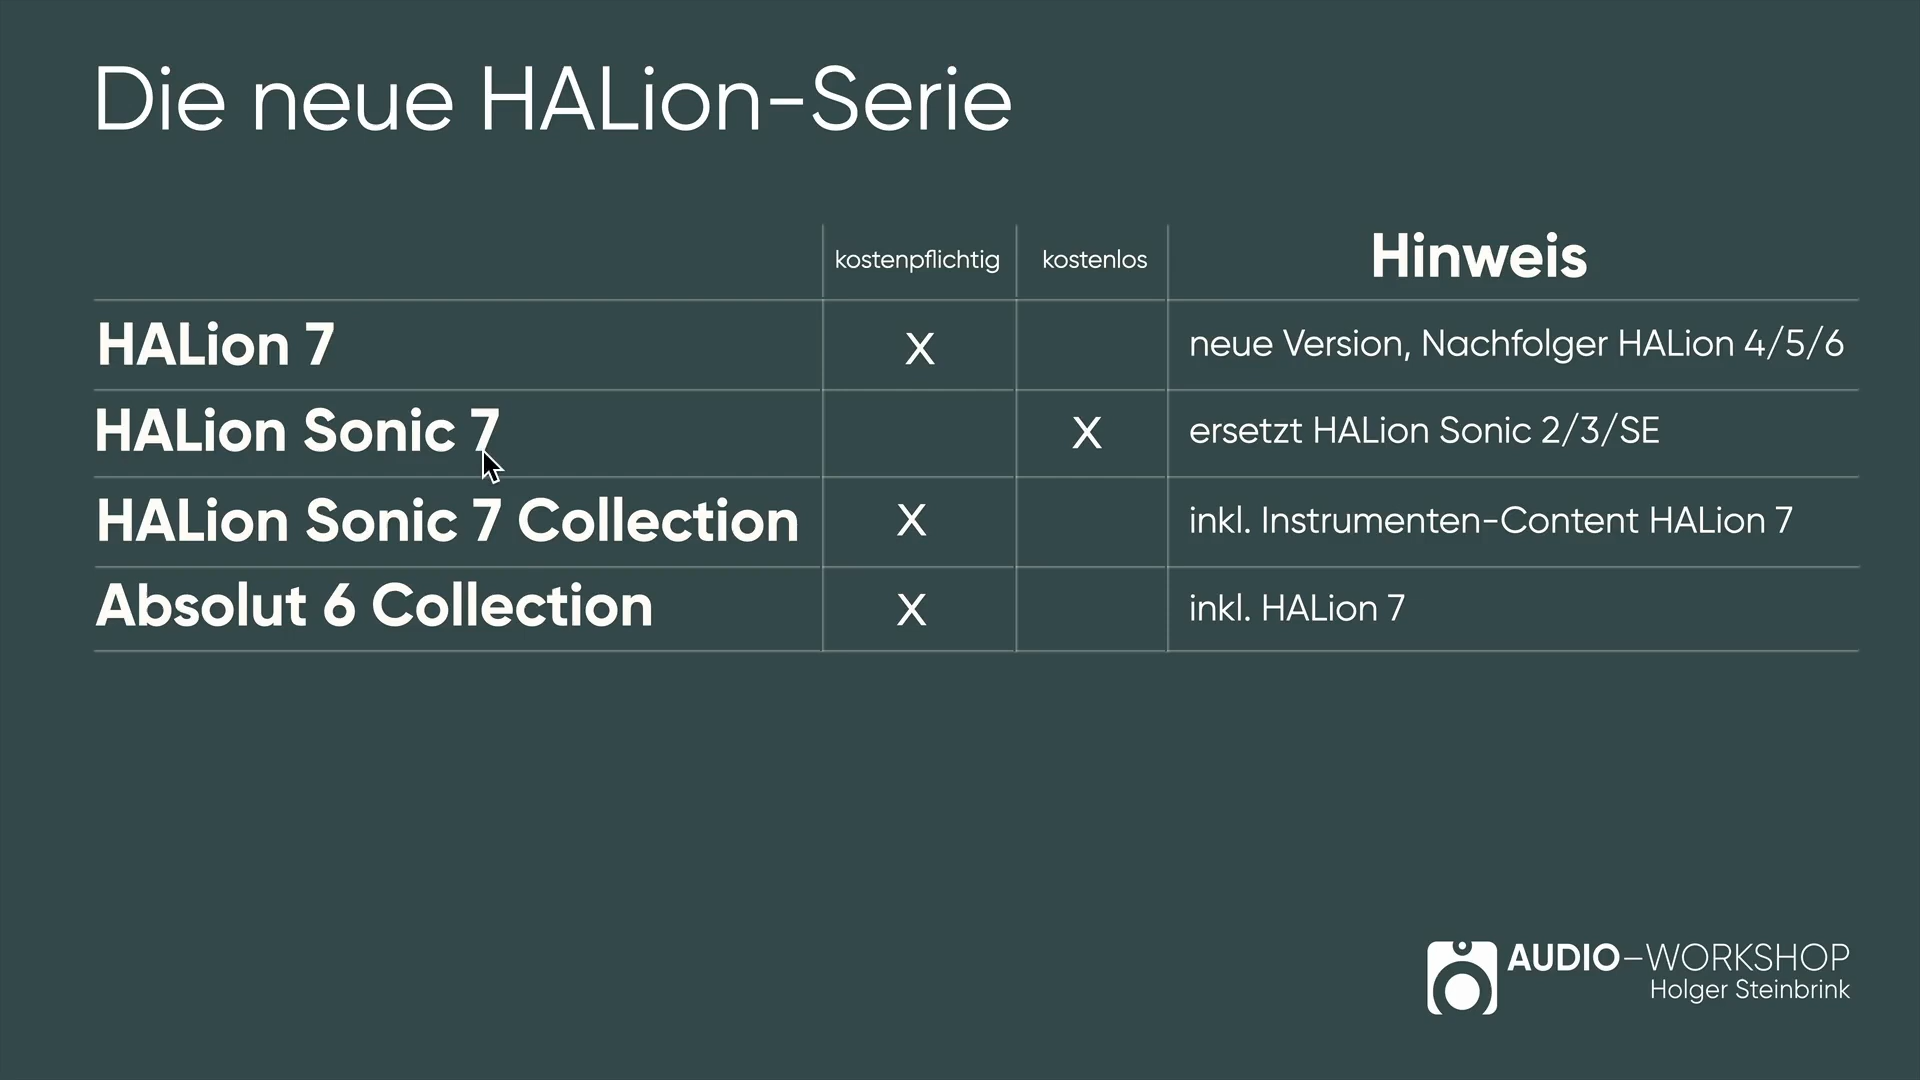 Die neue HALion-Serie
kostenpflichtig kostenlos Hinweis
HALion 7 X neue Version, Nachfolger HALion 4/5/6
HALion Sonic 7 X ersetzt HALion Sonic 2/3/SE
HALion Sonic 7 Collection X inkl. Instrumenten-Content HALion 7
Absolut 6 Collection X inkl. HALion 7
AUDIO-WORKSHOP
Holger Steinbrink